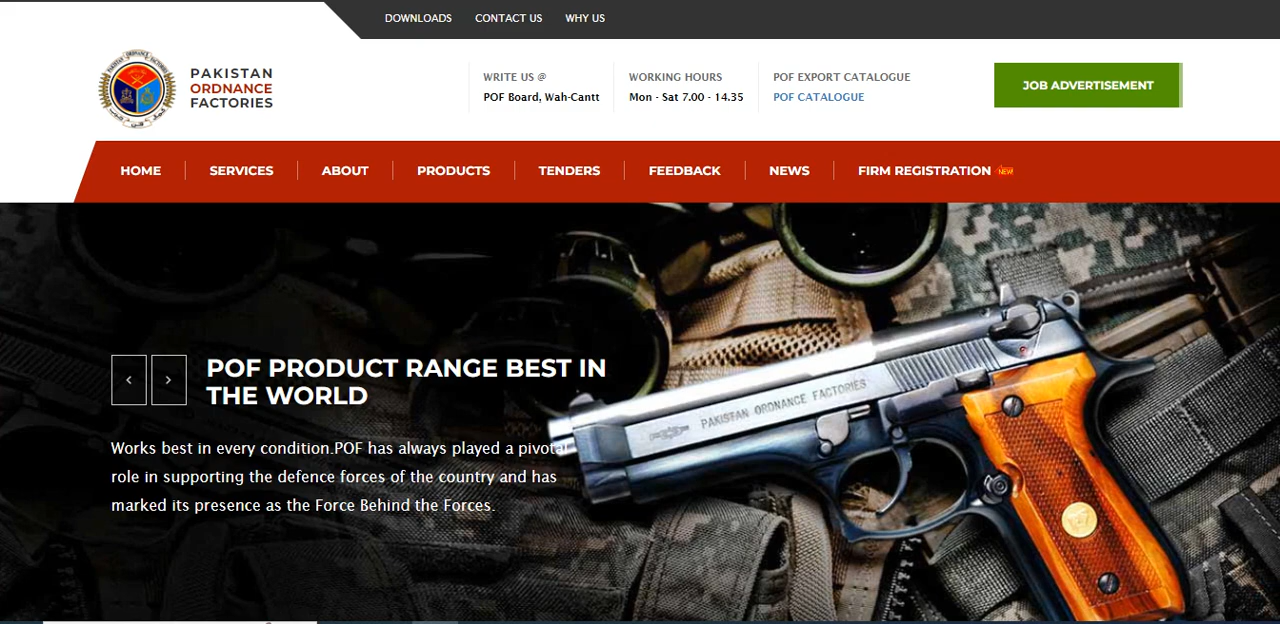 DOWNLOADS CONTACT US WHY US
PAKISTAN
ORDNANCE
FACTORIES
WRITE US @
POF Board, Wah-Cantt
WORKING HOURS
Mon - Sat 7.00 - 14.35
POF EXPORT CATALOGUE
POF CATALOGUE
JOB ADVERTISEMENT
HOME SERVICES ABOUT PRODUCTS TENDERS FEEDBACK NEWS FIRM REGISTRATION NEW
POF PRODUCT RANGE BEST IN
THE WORLD
Works best in every condition.POF has always played a pivotal
role in supporting the defence forces of the country and has
marked its presence as the Force Behind the Forces.
PAKISTAN ORDNANCE FACTORIES